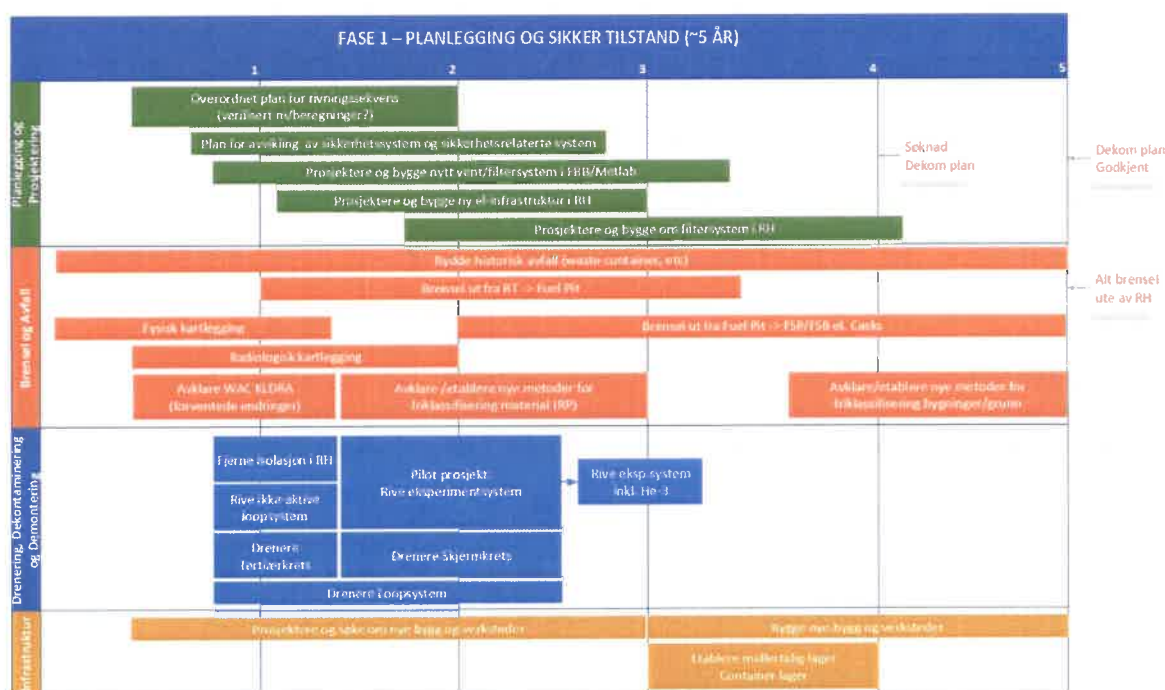 FASE 1 – PLANLEGGING OG SIKKER TILSTAND (~5 ÅR)
1 2 3 4 5
Planlegging og
Prosjektering
Overordnet plan for rivningssekvens
(verifisert m/beregninger?)
Plan for avvikling av sikkerhetssystem og sikkerhetsrelaterte system
Prosjektere og bygge nytt vent/filtersystem i FBB/Metlab
Prosjektere og bygge ny el-infrastruktur i RH
Prosjektere og bygge om filtersystem i RH
Søknad
Dekom plan
Dekom plan
Godkjent
Brensel og Avfall
Rydde historisk avfall (waste container, etc)
Brensel ut fra RT -> Fuel Pit
Alt brensel
ute av RH
Fysisk kartlegging
Brensel ut fra Fuel Pit -> FSP/FSB el. Casks
Radiologisk kartlegging
Avklare WAC KLDRA
(forventede endringer)
Avklare/etablere nye metoder for
friklassifisering material (RP)
Avklare/etablere nye metoder for
friklassifisering bygninger/grunn
Drenering, Dekontaminering
og Demontering
Fjerne isolasjon i RH
Rive ikke-aktive
loopsystem
Pilot prosjekt:
Rive eksperimentsystem
Rive eksp-system
inkl. He-3
Drenere
tertiærkrets
Drenere Skjermkrets
Drenere Loopsystem
Infrastruktur
Prosjektere og søke om nye bygg og verksteder
Bygge nye bygg og verksteder
Etablere midlertidig lager
Container lager